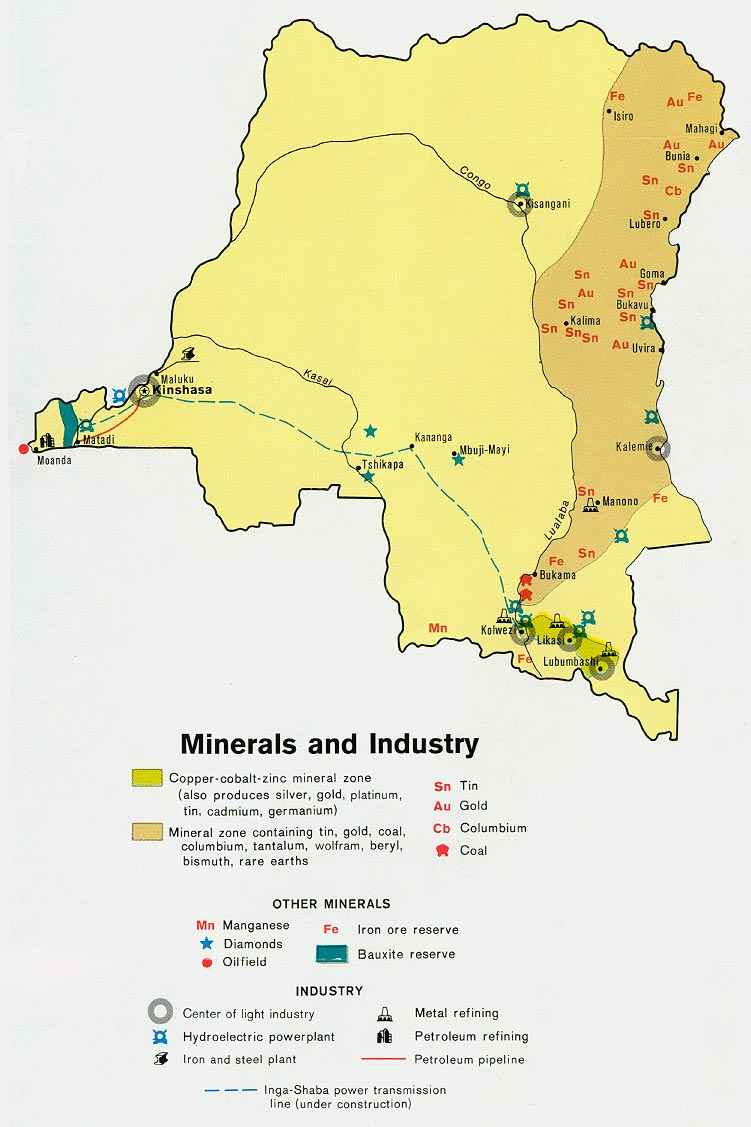 Fe
Au Fe
Isiro
Mahagi
Au
Au
Bunia
Sn
Sn
Cb
Congo
Kisangani
Sn
Lubero
Au
Sn
Goma
Sn
Au
Sn
Sn
Bukavu
Sn
Kalima
Sn
Sn
Sn
Au
Uvira
Maluku
Kinshasa
Kasai
Matadi
Moanda
Kananga
Mbuji-Mayi
Tshikapa
Kalemie
Sn
Manono
Fe
Lualaba
Sn
Fe
Bukama
Mn
Kolwezi
Likasi
Fe
Lubumbashi
Minerals and Industry
Copper-cobalt-zinc mineral zone
(also produces silver, gold, platinum,
tin, cadmium, germanium)
Mineral zone containing tin, gold, coal,
columbium, tantalum, wolfram, beryl,
bismuth, rare earths
Sn Tin
Au Gold
Cb Columbium
Coal
OTHER MINERALS
Mn Manganese
Diamonds
Oilfield
Fe Iron ore reserve
Bauxite reserve
INDUSTRY
Center of light industry
Hydroelectric powerplant
Iron and steel plant
Metal refining
Petroleum refining
Petroleum pipeline
Inga-Shaba power transmission
line (under construction)